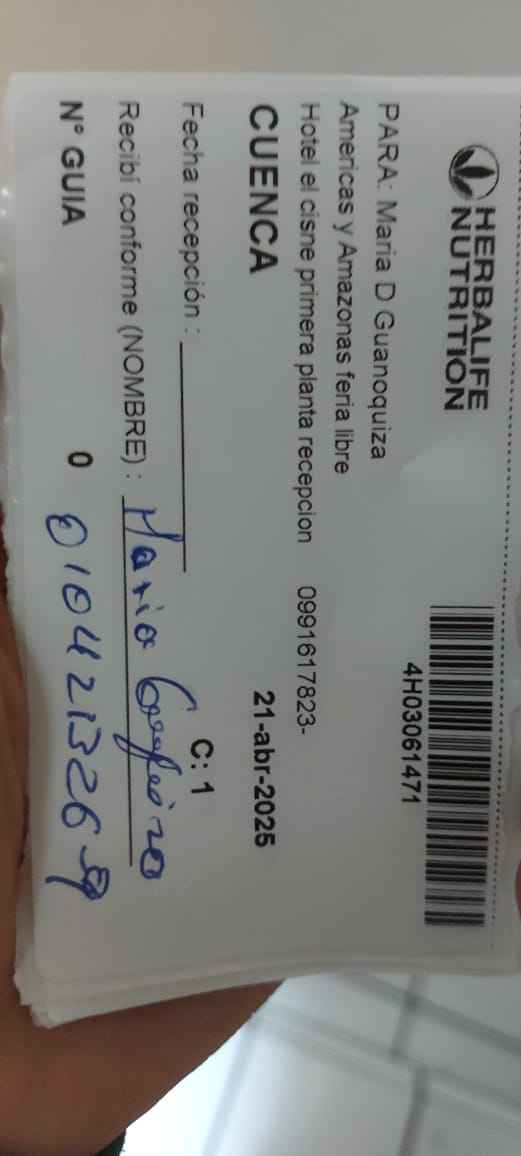 HERBALIFE
NUTRITION
4H03061471
PARA: Maria D Guanoquiza
Americas y Amazonas feria libre
Hotel el cisne primera planta recepcion 0991617823-
CUENCA 21-abr-2025
Fecha recepción : C: 1
Recibí conforme (NOMBRE) : Mario
N° GUIA 0